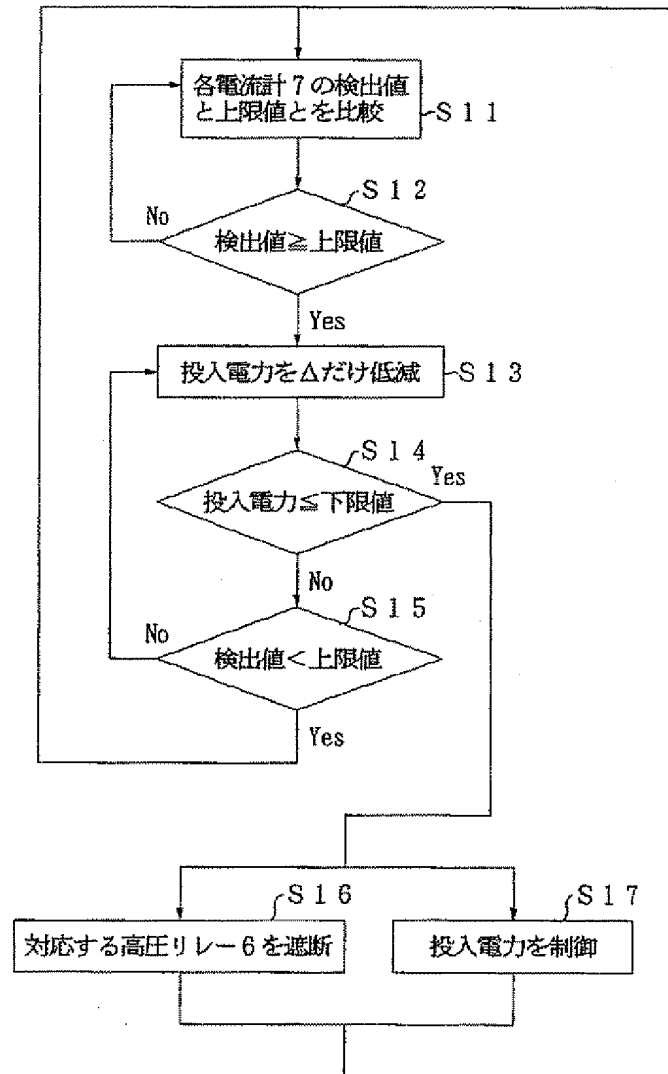 各電流計7の検出値
と上限値とを比較
S11
S12
No
検出値≧上限値
Yes
投入電力をΔだけ低減
S13
S14
Yes
投入電力≦下限値
No
S15
No
検出値<上限値
Yes
S16
S17
対応する高圧リレー6を遮断
投入電力を制御